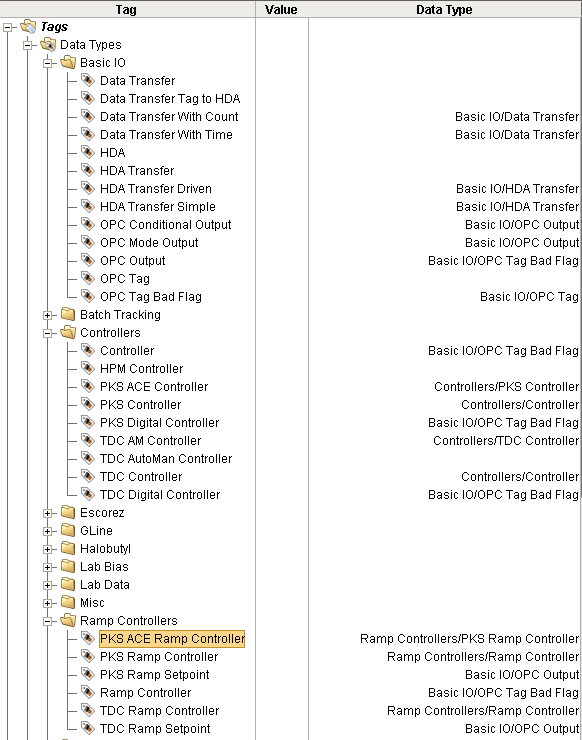 Tag Value Data Type
Tags
Data Types
Basic IO
Data Transfer
Data Transfer Tag to HDA
Data Transfer With Count Basic IO/Data Transfer
Data Transfer With Time Basic IO/Data Transfer
HDA
HDA Transfer
HDA Transfer Driven Basic IO/HDA Transfer
HDA Transfer Simple Basic IO/HDA Transfer
OPC Conditional Output Basic IO/OPC Output
OPC Mode Output Basic IO/OPC Output
OPC Output Basic IO/OPC Tag Bad Flag
OPC Tag
OPC Tag Bad Flag Basic IO/OPC Tag
Batch Tracking
Controllers
Controller Basic IO/OPC Tag Bad Flag
HPM Controller
PKS ACE Controller Controllers/PKS Controller
PKS Controller Controllers/Controller
PKS Digital Controller Basic IO/OPC Tag Bad Flag
TDC AM Controller Controllers/TDC Controller
TDC AutoMan Controller
TDC Controller Controllers/Controller
TDC Digital Controller Basic IO/OPC Tag Bad Flag
Escorez
GLine
Halobutyl
Lab Bias
Lab Data
Misc
Ramp Controllers
PKS ACE Ramp Controller Ramp Controllers/PKS Ramp Controller
PKS Ramp Controller Ramp Controllers/Ramp Controller
PKS Ramp Setpoint Basic IO/OPC Output
Ramp Controller Basic IO/OPC Tag Bad Flag
TDC Ramp Controller Ramp Controllers/Ramp Controller
TDC Ramp Setpoint Basic IO/OPC Output